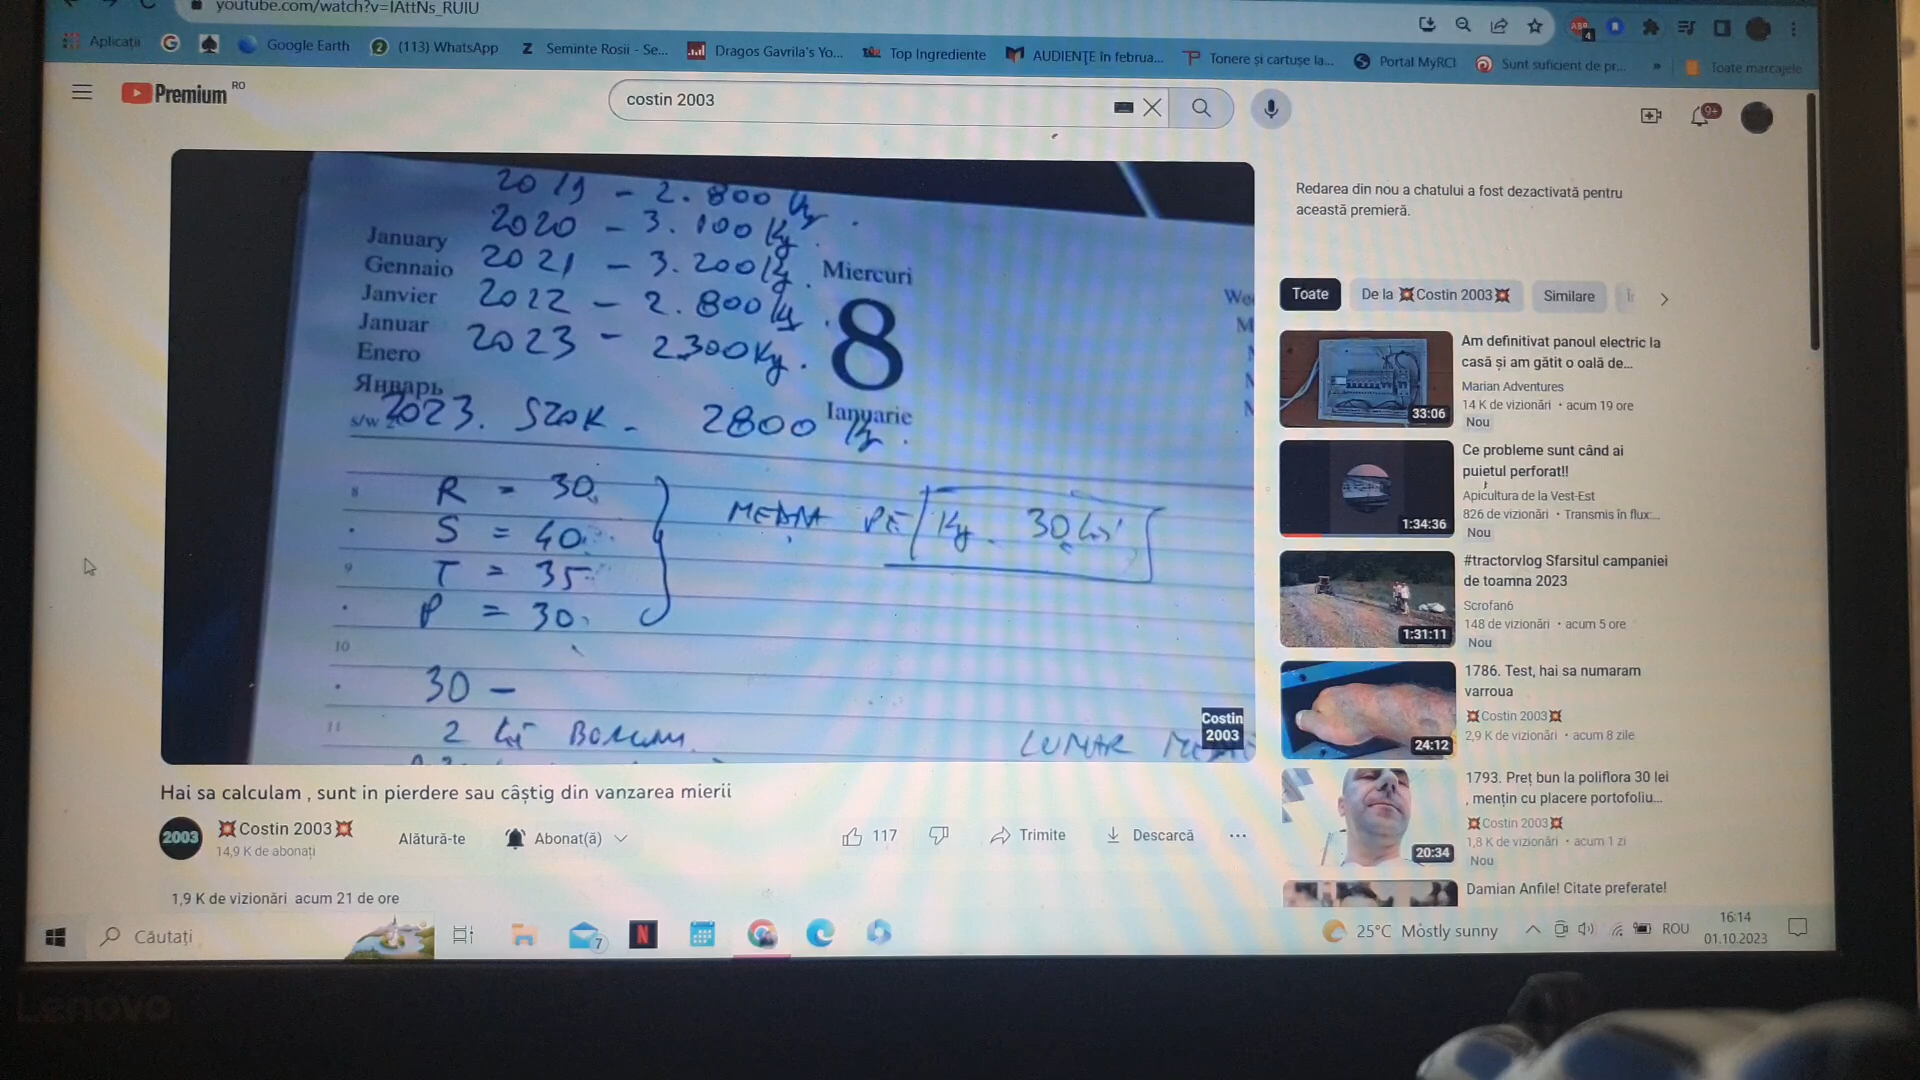 youtube.com/watch?v=IAttNs_RUIU
Aplicații
Google Earth
(113) WhatsApp
Seminte Rosii - Se...
Dragos Gavrila's Yo...
Top Ingrediente
AUDIENȚE în februa...
Tonere și cartușe la...
Portal MyRCI
Sunt suficient de pr...
»
Toate marcajele
Premium RO
costin 2003
9+
2019 - 2.800 Kg.
2020 - 3.100 Kg.
2021 - 3.200 Kg.
2022 - 2.800 Kg.
2023 - 2300 Kg.
2023. STOK - 2800 Kg.
January
Gennaio
Janvier
Januar
Enero
Январь
s/w 2
Miercuri
8
Ianuarie
8
R = 30
S = 40
9
T = 35
P = 30
PE Kg. 30 lei
10
30 -
11
2 lei
LUNAR
Costin
2003
Redarea din nou a chatului a fost dezactivată pentru
această premieră.
Toate
De la 💥Costin 2003💥
Similare
Am definitivat panoul electric la
casă și am gătit o oală de...
Marian Adventures
14 K de vizionări • acum 19 ore
Nou
33:06
Ce probleme sunt când ai
puietul perforat!!
Apicultura de la Vest-Est
826 de vizionări • Transmis în flux:...
Nou
1:34:36
#tractorvlog Sfarsitul campaniei
de toamna 2023
Scrofan6
148 de vizionări • acum 5 ore
Nou
1:31:11
1786. Test, hai sa numaram
varroua
💥Costin 2003💥
2,9 K de vizionări • acum 8 zile
24:12
1793. Preț bun la poliflora 30 lei
, mențin cu placere portofoliu...
💥Costin 2003💥
1,8 K de vizionări • acum 1 zi
Nou
20:34
Damian Anfile! Citate preferate!
Hai sa calculam , sunt in pierdere sau câștig din vanzarea mierii
2003
💥Costin 2003💥
14,9 K de abonați
Alătură-te
Abonat(ă)
117
Trimite
Descarcă
1,9 K de vizionări acum 21 de ore
Căutați
7
25°C Mostly sunny
ROU
16:14
01.10.2023
Lenovo